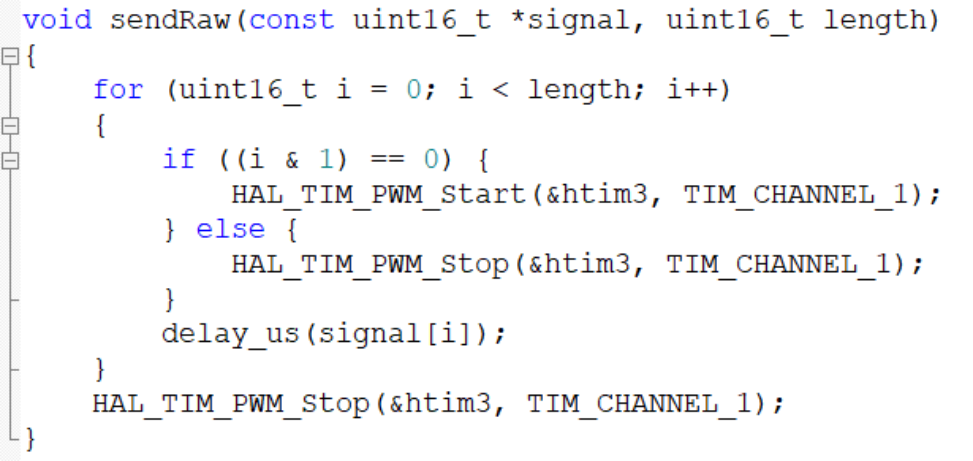 void sendRaw(const uint16_t *signal, uint16_t length)
{
    for (uint16_t i = 0; i < length; i++)
    {
        if ((i & 1) == 0) {
            HAL_TIM_PWM_Start(&htim3, TIM_CHANNEL_1);
        } else {
            HAL_TIM_PWM_Stop(&htim3, TIM_CHANNEL_1);
        }
        delay_us(signal[i]);
    }
    HAL_TIM_PWM_Stop(&htim3, TIM_CHANNEL_1);
}